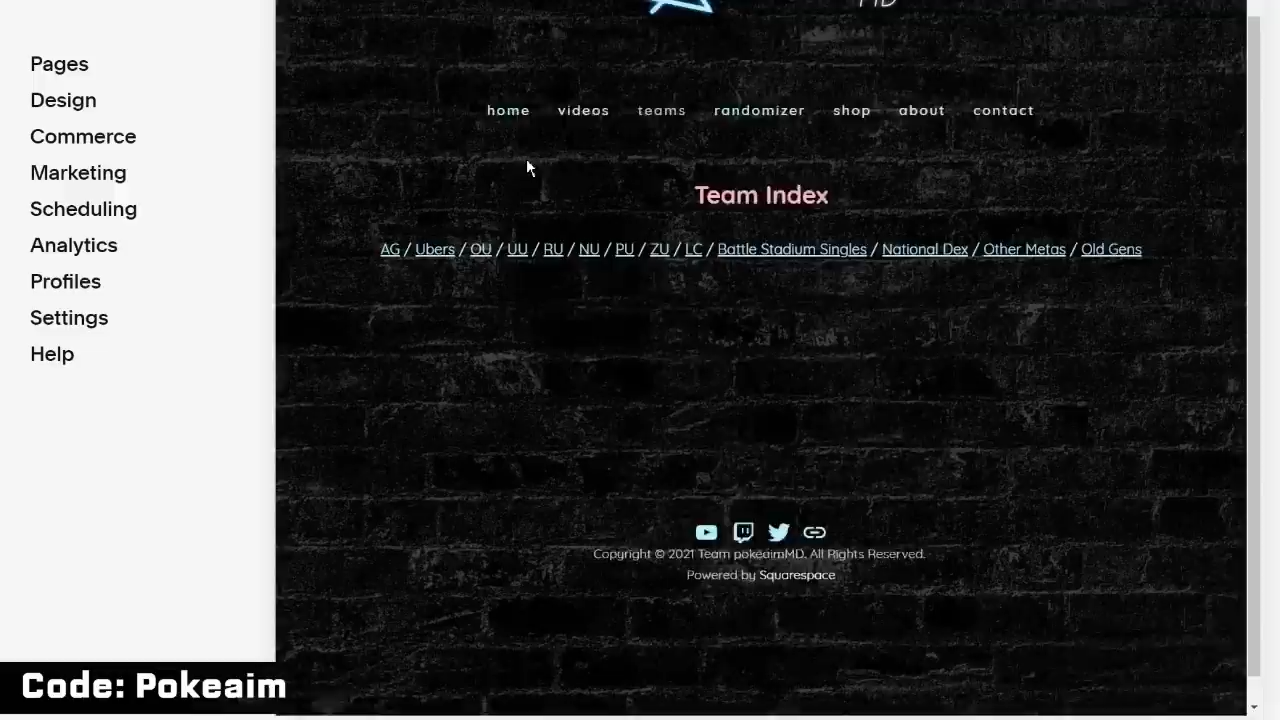 MD
Pages
Design
Commerce
Marketing
Scheduling
Analytics
Profiles
Settings
Help
home videos teams randomizer shop about contact
Team Index
AG / Ubers / OU / UU / RU / NU / PU / ZU / LC / Battle Stadium Singles / National Dex / Other Metas / Old Gens
Copyright © 2021 Team pokeaimMD. All Rights Reserved.
Powered by Squarespace
Code: Pokeaim